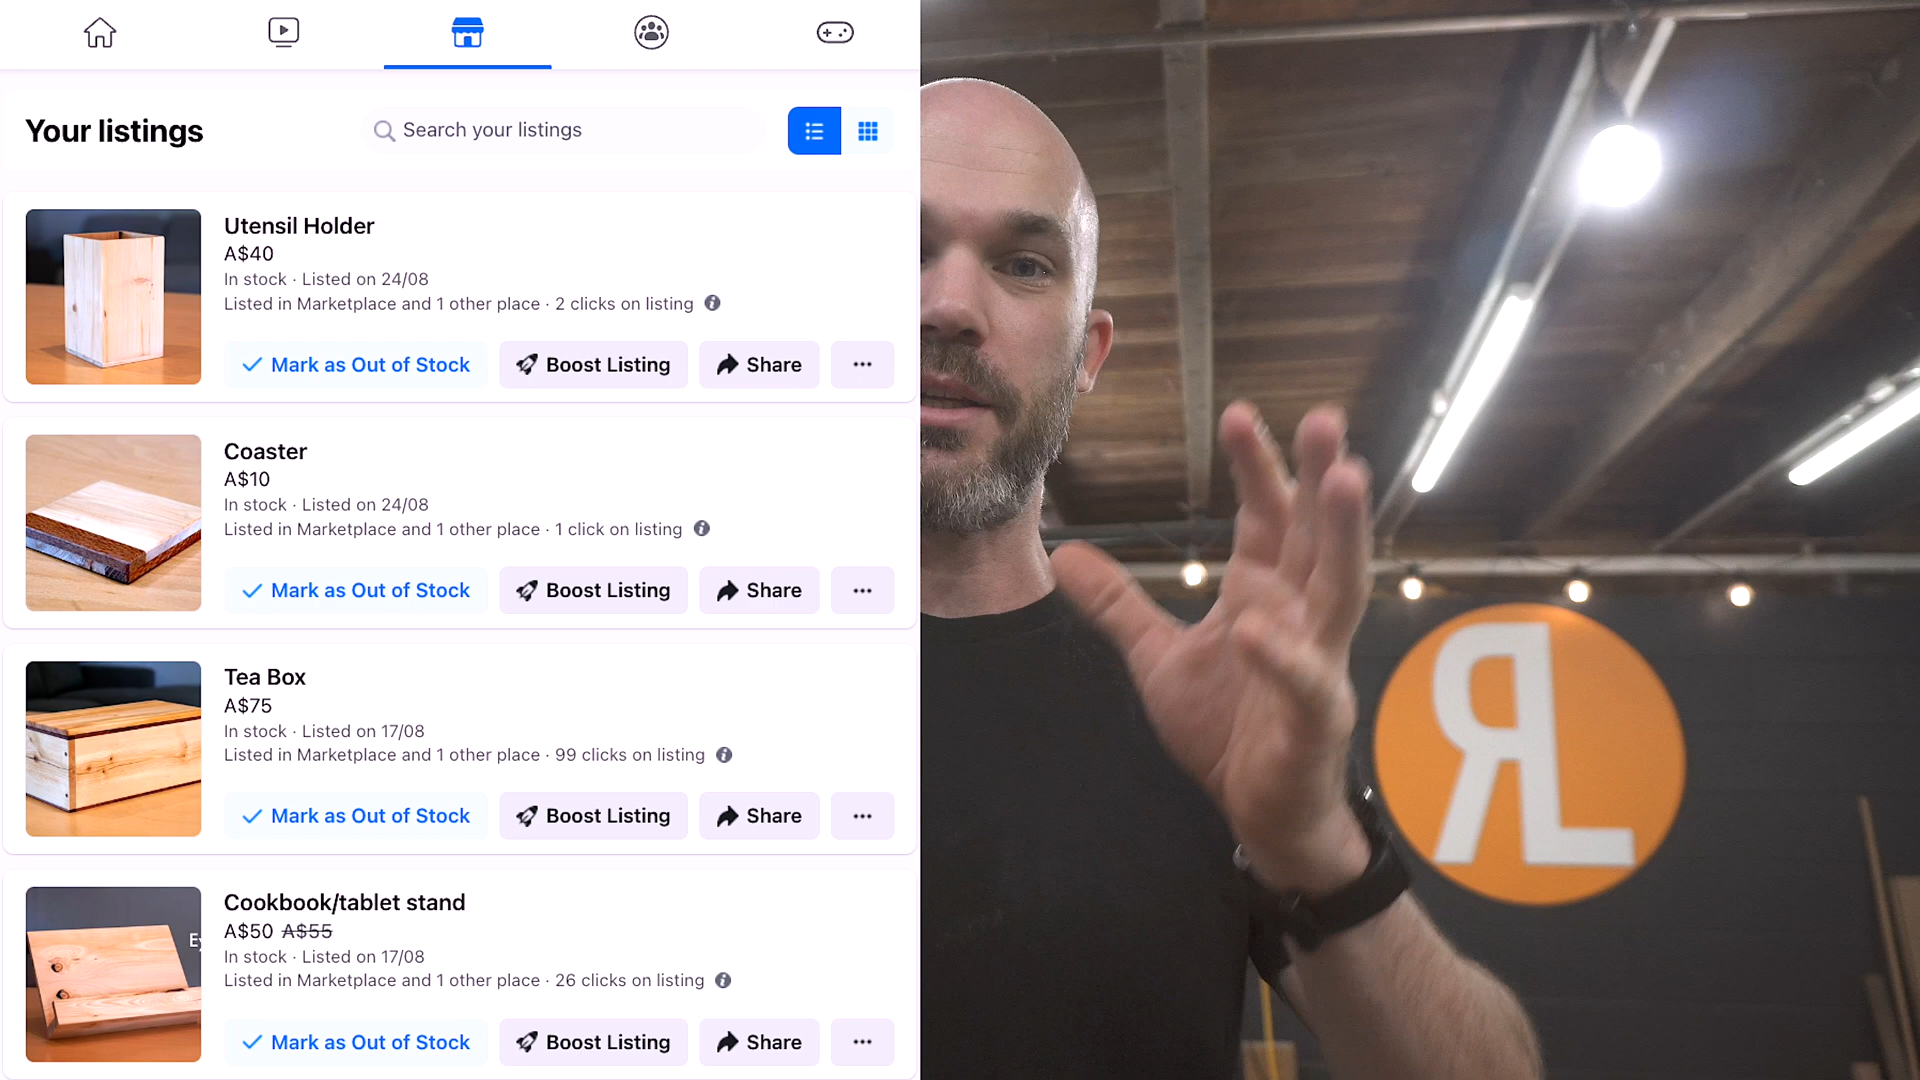 Your listings
Search your listings
Utensil Holder
A$40
In stock · Listed on 24/08
Listed in Marketplace and 1 other place · 2 clicks on listing
Mark as Out of Stock
Boost Listing
Share
Coaster
A$10
In stock · Listed on 24/08
Listed in Marketplace and 1 other place · 1 click on listing
Mark as Out of Stock
Boost Listing
Share
Tea Box
A$75
In stock · Listed on 17/08
Listed in Marketplace and 1 other place · 99 clicks on listing
Mark as Out of Stock
Boost Listing
Share
Cookbook/tablet stand
A$50 A$55
In stock · Listed on 17/08
Listed in Marketplace and 1 other place · 26 clicks on listing
Mark as Out of Stock
Boost Listing
Share
RL